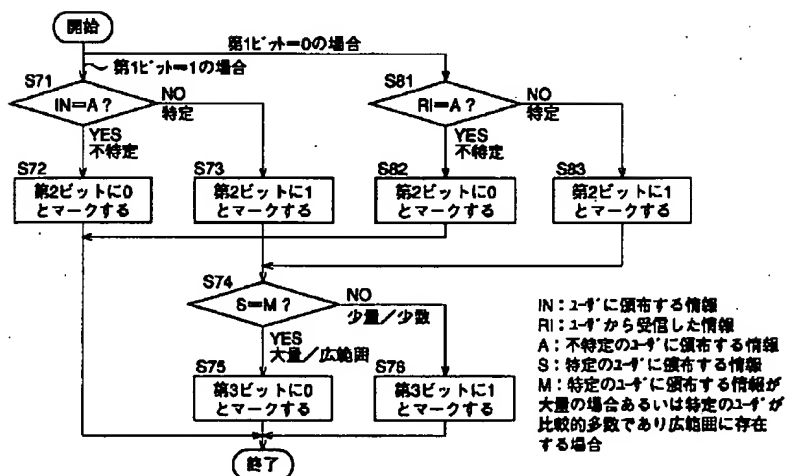 開始
第1ビット=0の場合
第1ビット=1の場合
S71
IN=A?
NO
特定
YES
不特定
S81
RI=A?
NO
特定
YES
不特定
S72
第2ビットに0
とマークする
S73
第2ビットに1
とマークする
S82
第2ビットに0
とマークする
S83
第2ビットに1
とマークする
S74
S=M?
NO
少量/少数
YES
大量/広範囲
S75
第3ビットに0
とマークする
S76
第3ビットに1
とマークする
終了
IN:ユーザに頒布する情報
RI:ユーザから受信した情報
A:不特定のユーザに頒布する情報
S:特定のユーザに頒布する情報
M:特定のユーザに頒布する情報が
大量の場合あるいは特定のユーザが
比較的多数であり広範囲に存在
する場合